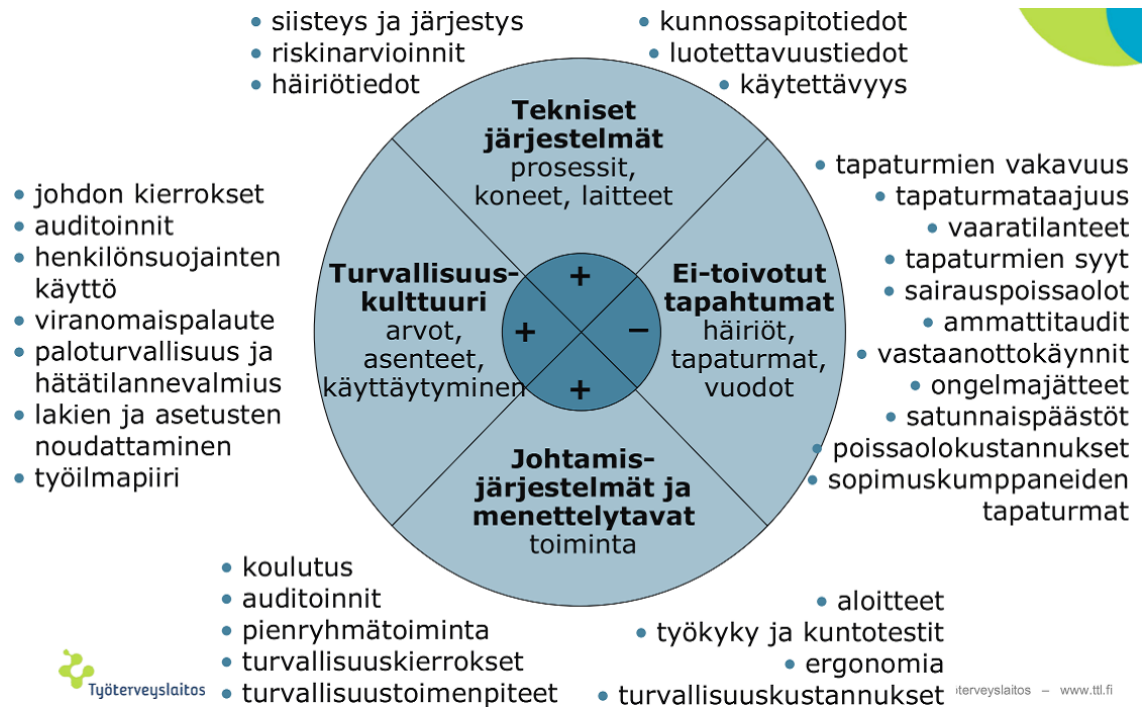 • siisteys ja järjestys
• riskinarvioinnit
• häiriötiedot
• kunnossapitotiedot
• luotettavuustiedot
• käytettävyys
Tekniset
järjestelmät
prosessit,
koneet, laitteet
• johdon kierrokset
• auditoinnit
• henkilönsuojainten
käyttö
• viranomaispalaute
• paloturvallisuus ja
hätätilannevalmius
• lakien ja asetusten
noudattaminen
• työilmapiiri
Turvallisuus-
kulttuuri
arvot,
asenteet,
käyttäytyminen
+
+
−
+
Ei-toivotut
tapahtumat
häiriöt,
tapaturmat,
vuodot
• tapaturmien vakavuus
• tapaturmataajuus
• vaaratilanteet
• tapaturmien syyt
• sairauspoissaolot
• ammattitaudit
• vastaanottokäynnit
• ongelmajätteet
• satunnaispäästöt
• poissaolokustannukset
• sopimuskumppaneiden
tapaturmat
Johtamis-
järjestelmät ja
menettelytavat
toiminta
• koulutus
• auditoinnit
• pienryhmätoiminta
• turvallisuuskierrokset
• turvallisuustoimenpiteet
• aloitteet
• työkyky ja kuntotestit
• ergonomia
• turvallisuuskustannukset
Työterveyslaitos
– www.ttl.fi